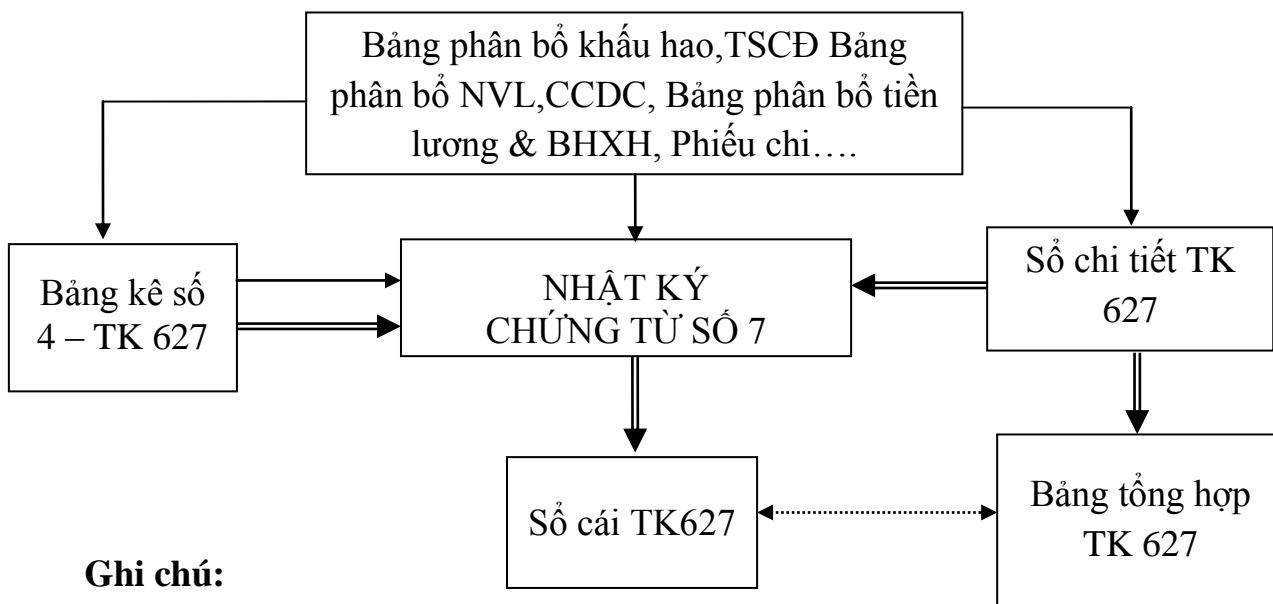 Bảng phân bổ khấu hao,TSCĐ Bảng
phân bổ NVL,CCDC, Bảng phân bổ tiền
lương & BHXH, Phiếu chi….
Bảng kê số
4 – TK 627
NHẬT KÝ
CHỨNG TỪ SỐ 7
Sổ chi tiết TK
627
Sổ cái TK627
Bảng tổng hợp
TK 627
Ghi chú: